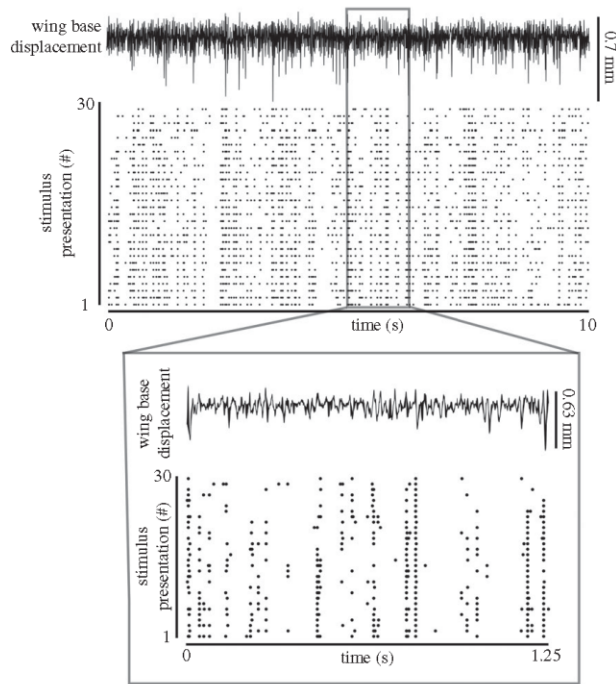 wing base
displacement
0.7 mm
30
stimulus
presentation (#)
1
0
time (s)
10
wing base
displacement
0.63 mm
30
stimulus
presentation (#)
1
0
time (s)
1.25